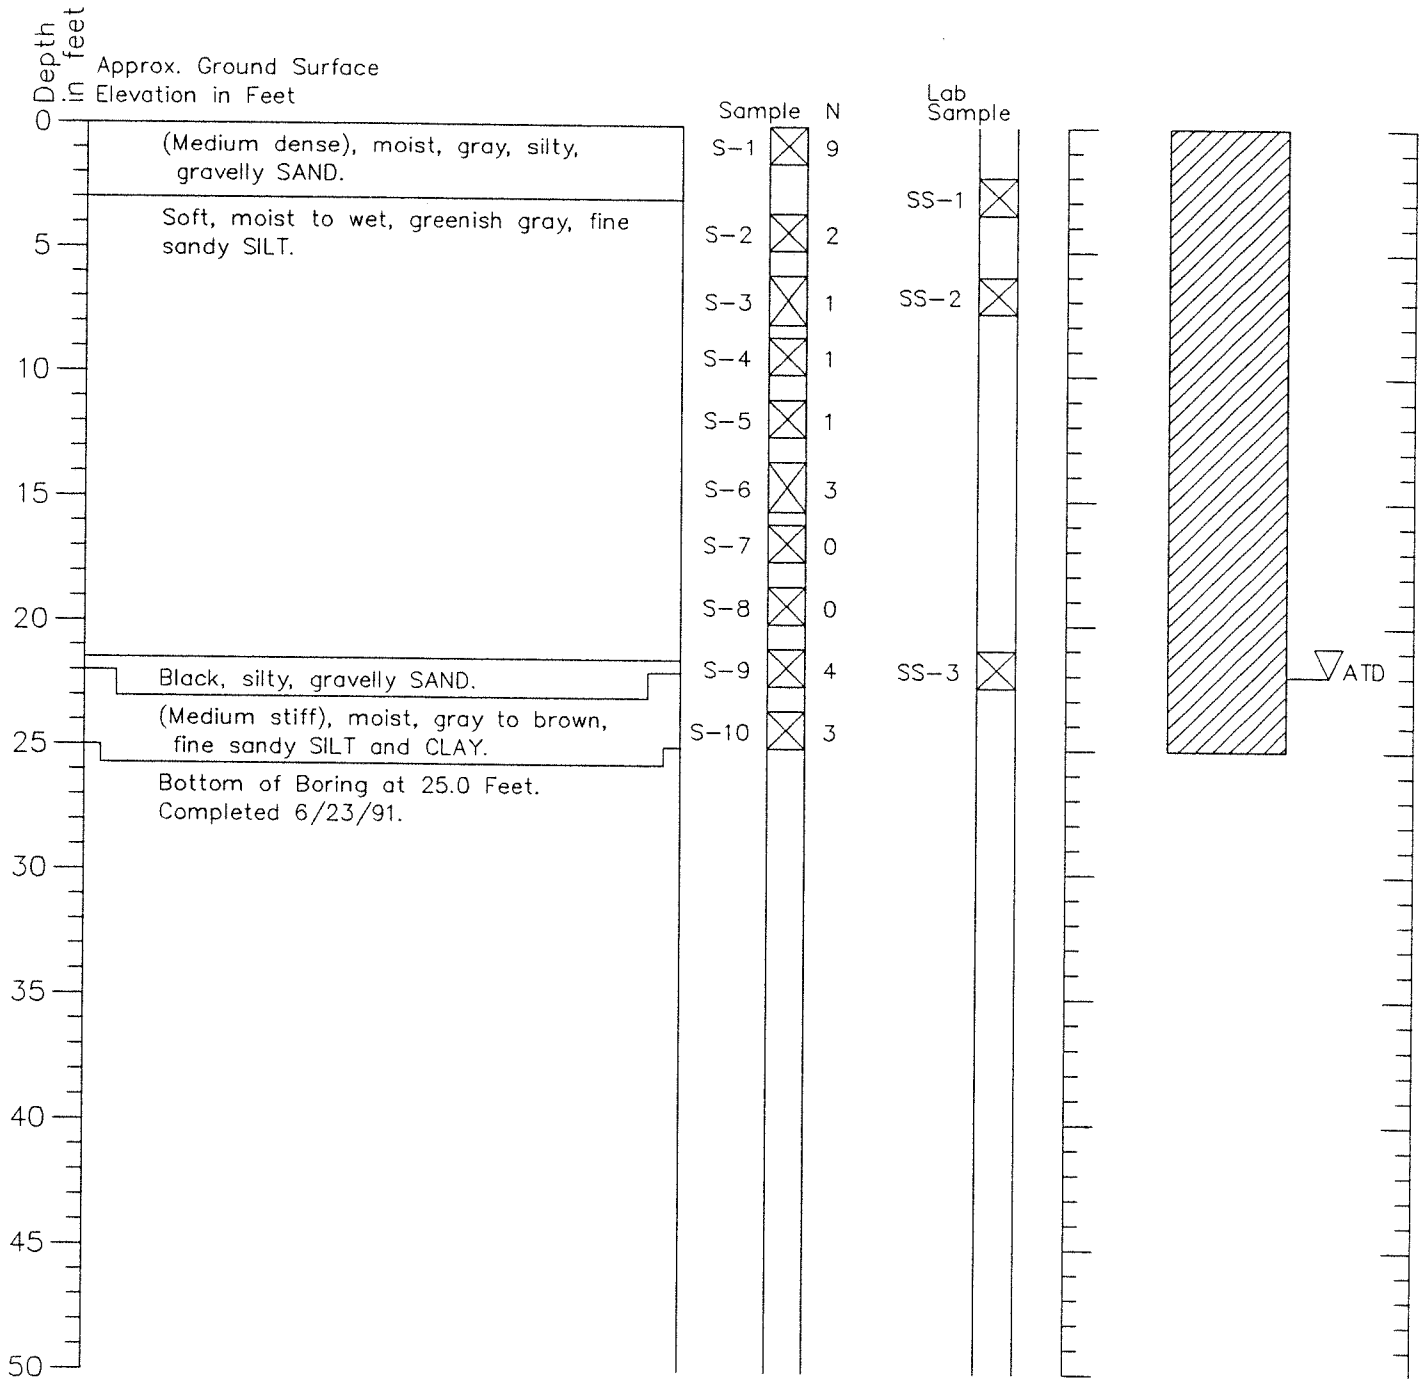 Depth
in feet
Approx. Ground Surface
Elevation in Feet
Sample N
Lab
Sample
0
(Medium dense), moist, gray, silty,
gravelly SAND.
S-1 9
SS-1
Soft, moist to wet, greenish gray, fine
sandy SILT.
S-2 2
5
S-3 1
SS-2
S-4 1
10
S-5 1
S-6 3
15
S-7 0
S-8 0
20
Black, silty, gravelly SAND.
S-9 4
SS-3
ATD
(Medium stiff), moist, gray to brown,
fine sandy SILT and CLAY.
S-10 3
25
Bottom of Boring at 25.0 Feet.
Completed 6/23/91.
30
35
40
45
50